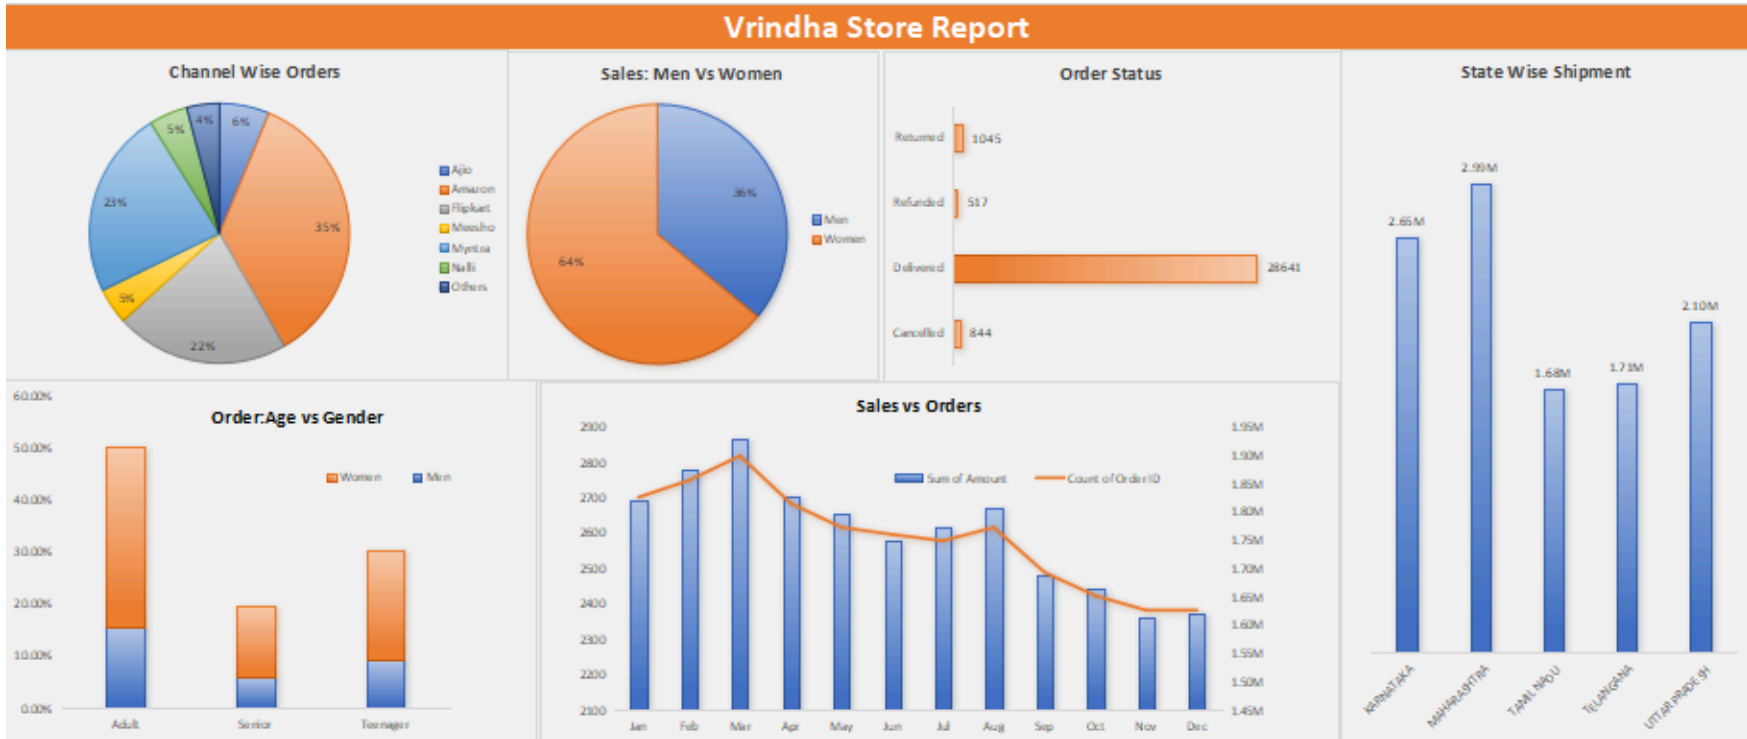 Vrindha Store Report
Channel Wise Orders
4%
6%
5%
23%
35%
5%
22%
Ajio
Amazon
Flipkart
Meesho
Myntra
Nalli
Others
Sales: Men Vs Women
36%
64%
Men
Women
Order Status
Returned
1045
Refunded
517
Delivered
28641
Cancelled
844
State Wise Shipment
2.99M
2.65M
2.10M
1.71M
1.68M
KARNATAKA
MAHARASHTRA
TAMIL NADU
TELANGANA
UTTAR PRADESH
Order:Age vs Gender
Women
Men
60.00%
50.00%
40.00%
30.00%
20.00%
10.00%
0.00%
Adult
Senior
Teenager
Sales vs Orders
Sum of Amount
Count of Order ID
2900
2800
2700
2600
2500
2400
2300
2200
2100
1.95M
1.90M
1.85M
1.80M
1.75M
1.70M
1.65M
1.60M
1.55M
1.50M
1.45M
Jan
Feb
Mar
Apr
May
Jun
Jul
Aug
Sep
Oct
Nov
Dec